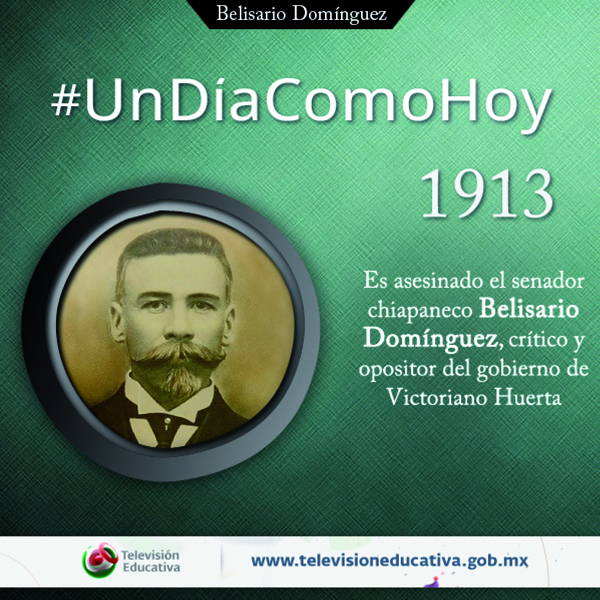 Belisario Domínguez
#UnDíaComoHoy
1913
Es asesinado el senador
chiapaneco Belisario
Domínguez, crítico y
opositor del gobierno de
Victoriano Huerta
Televisión
Educativa
www.televisioneducativa.gob.mx